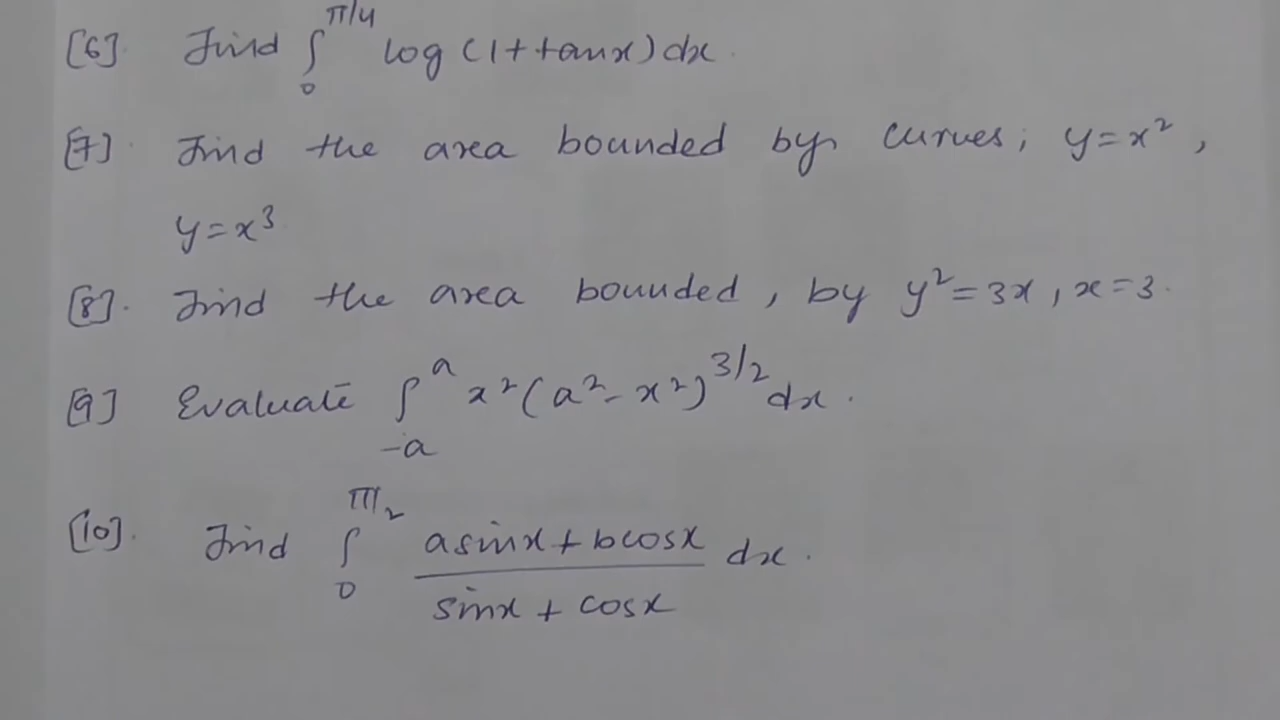 [6]. Find ∫₀^π/4 log (1+tanx) dx.
[7]. Find the area bounded by curves; y=x²,
y=x³
[8]. Find the area bounded, by y²=3x, x=3.
[9] Evaluate ∫₋ₐ^a x²(a²-x²)^3/2 dx.
[10]. Find ∫₀^π/2 (asinx+bcosx)/(sinx+cosx) dx.